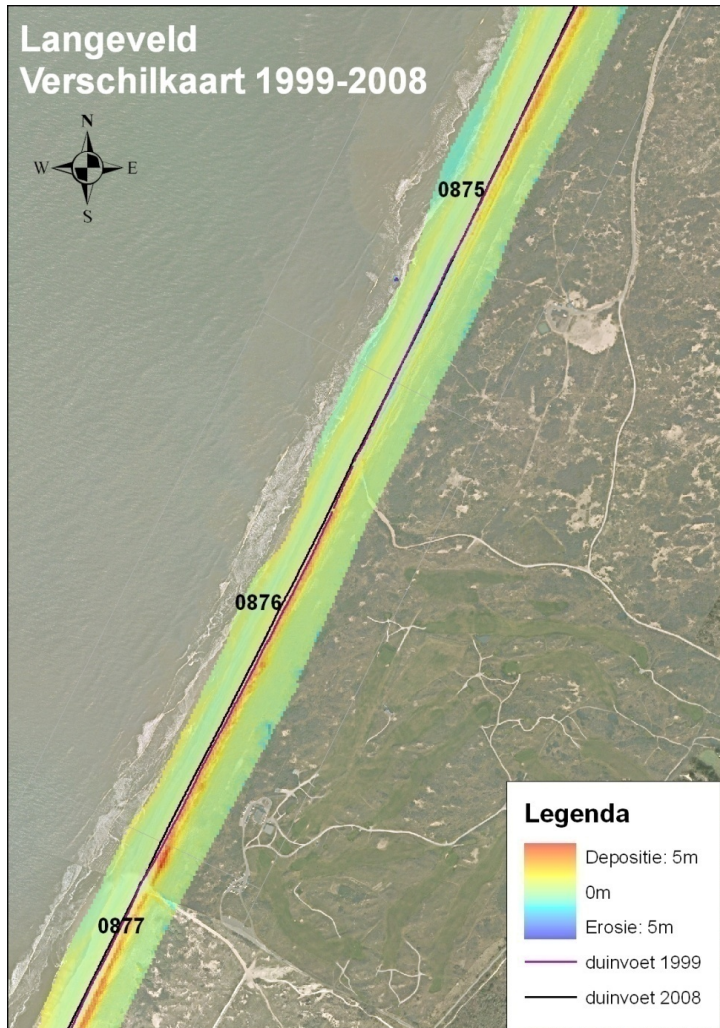 Langeveld
Verschilkaart 1999-2008
N
W E
S
0875
0876
0877
Legenda
Depositie: 5m
0m
Erosie: 5m
duinvoet 1999
duinvoet 2008